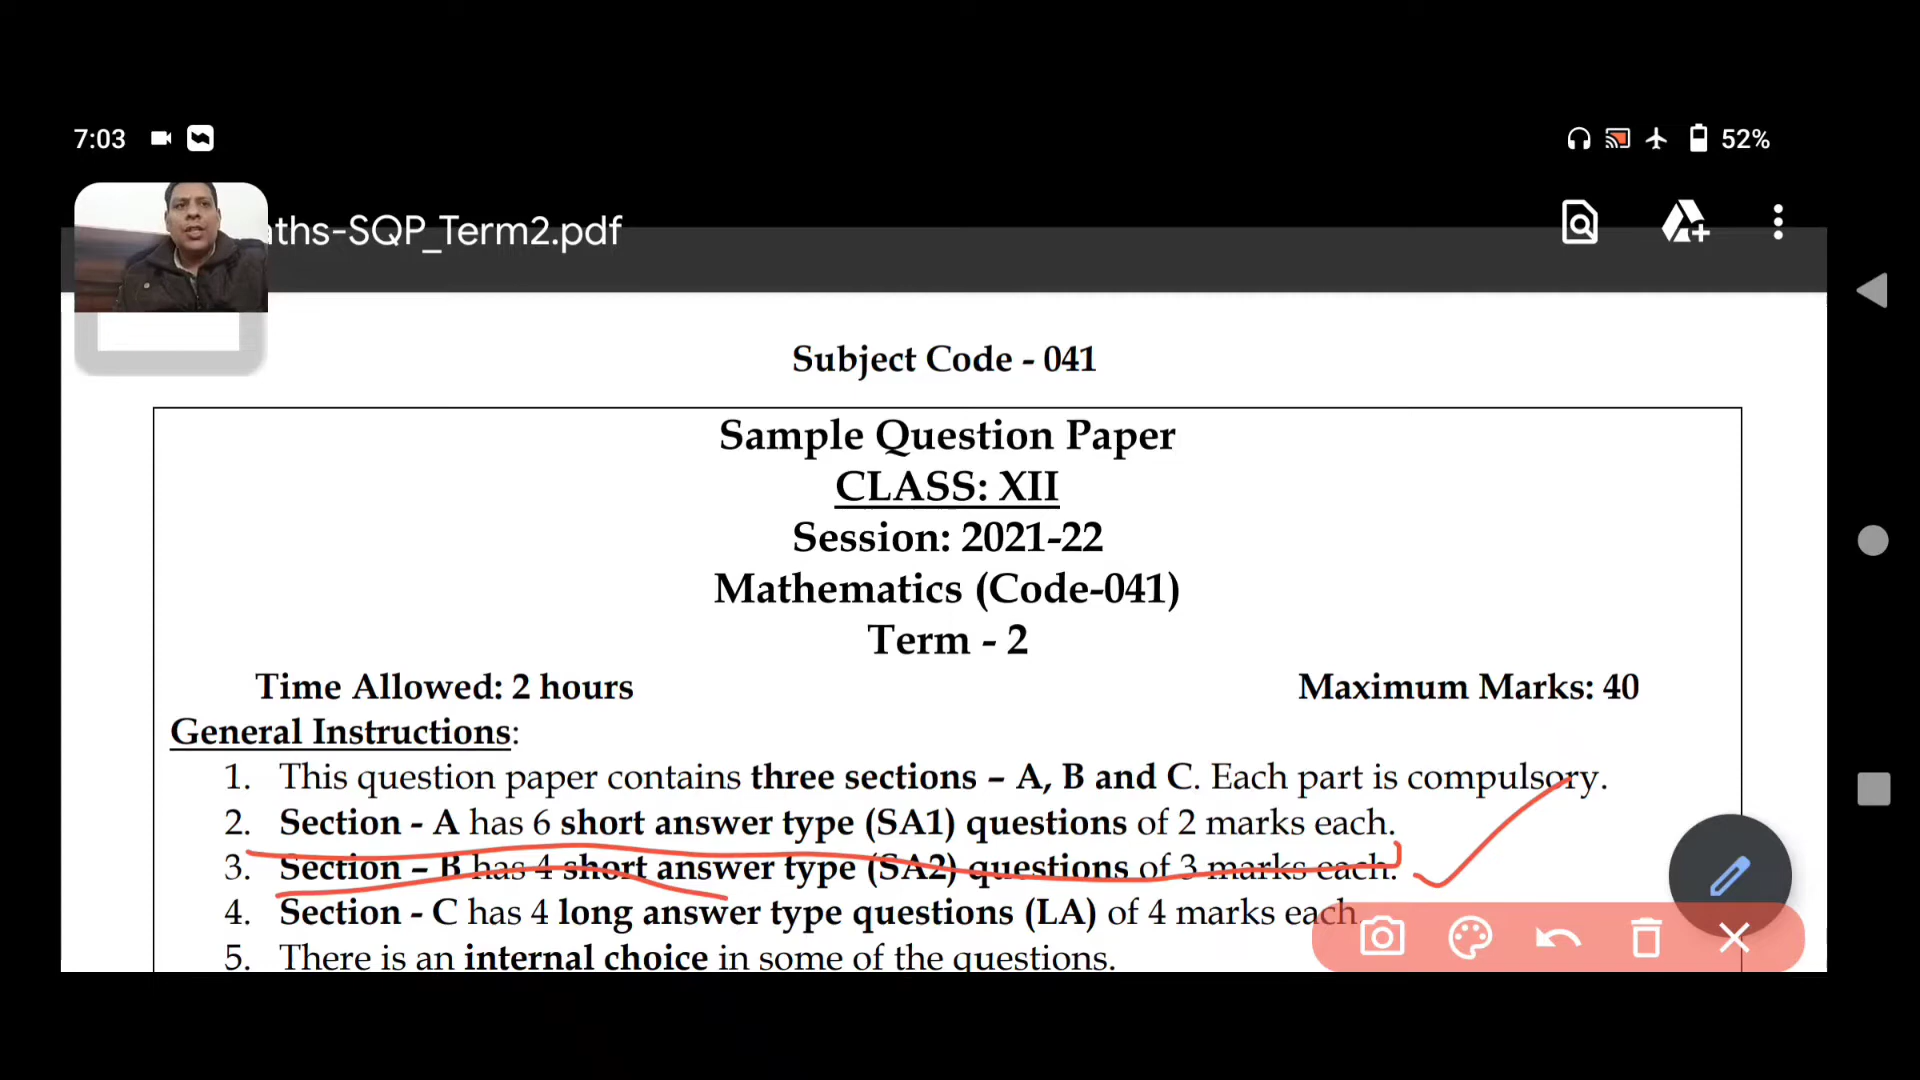 7:03
52%
aths-SQP_Term2.pdf
Subject Code - 041
Sample Question Paper
CLASS: XII
Session: 2021-22
Mathematics (Code-041)
Term - 2
Time Allowed: 2 hours Maximum Marks: 40
General Instructions:
1. This question paper contains three sections – A, B and C. Each part is compulsory.
2. Section - A has 6 short answer type (SA1) questions of 2 marks each.
3. Section – B has 4 short answer type (SA2) questions of 3 marks each.
4. Section - C has 4 long answer type questions (LA) of 4 marks each.
5. There is an internal choice in some of the questions.